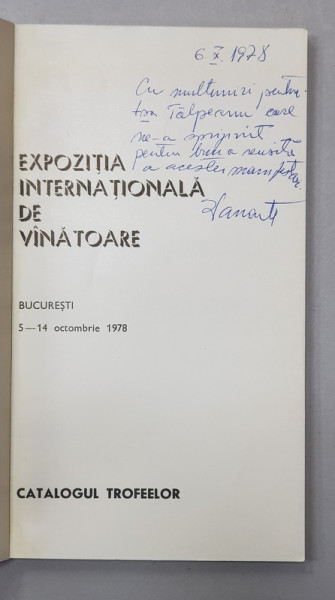 6.X.1978
Cu mulțumiri pentru
tov Tălpeanu care
ne-a sprijinit
pentru buna reușită
a acestei manifestări
EXPOZIȚIA
INTERNAȚIONALĂ
DE
VÎNĂTOARE
BUCUREȘTI
5—14 octombrie 1978
CATALOGUL TROFEELOR